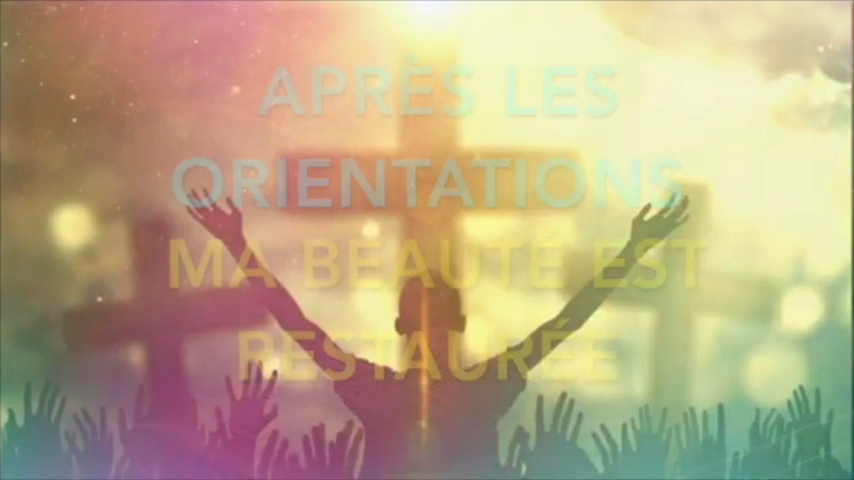 APRÈS LES
ORIENTATIONS
MA BEAUTÉ EST
RESTAURÉE